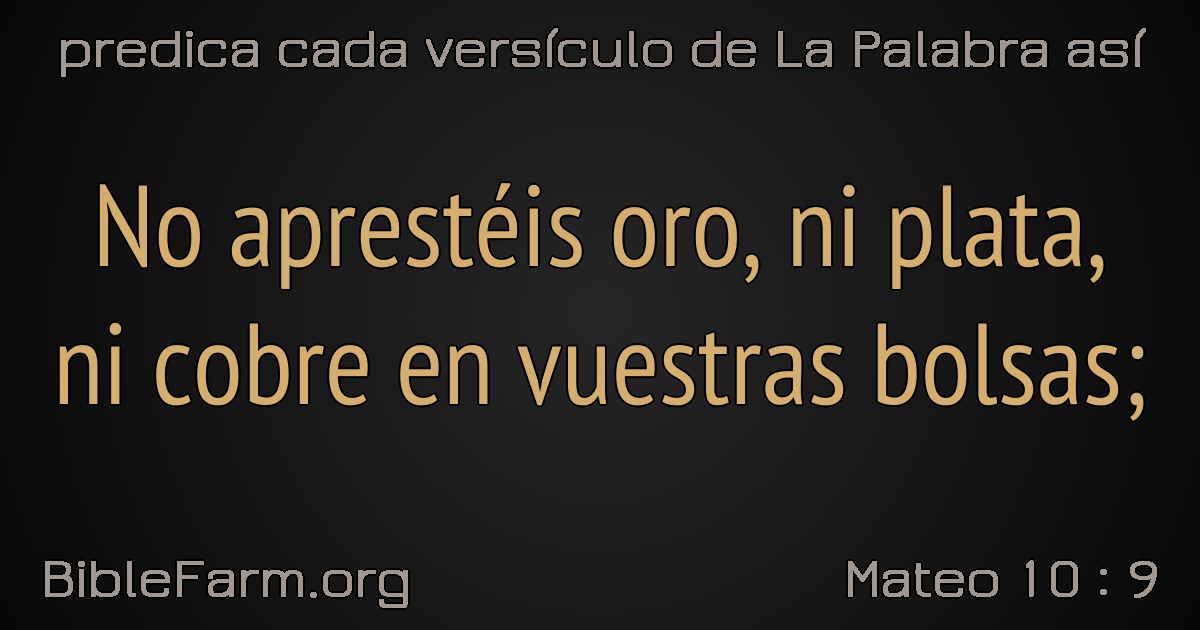 predica cada versículo de La Palabra así
No aprestéis oro, ni plata,
ni cobre en vuestras bolsas;
BibleFarm.org
Mateo 10 : 9